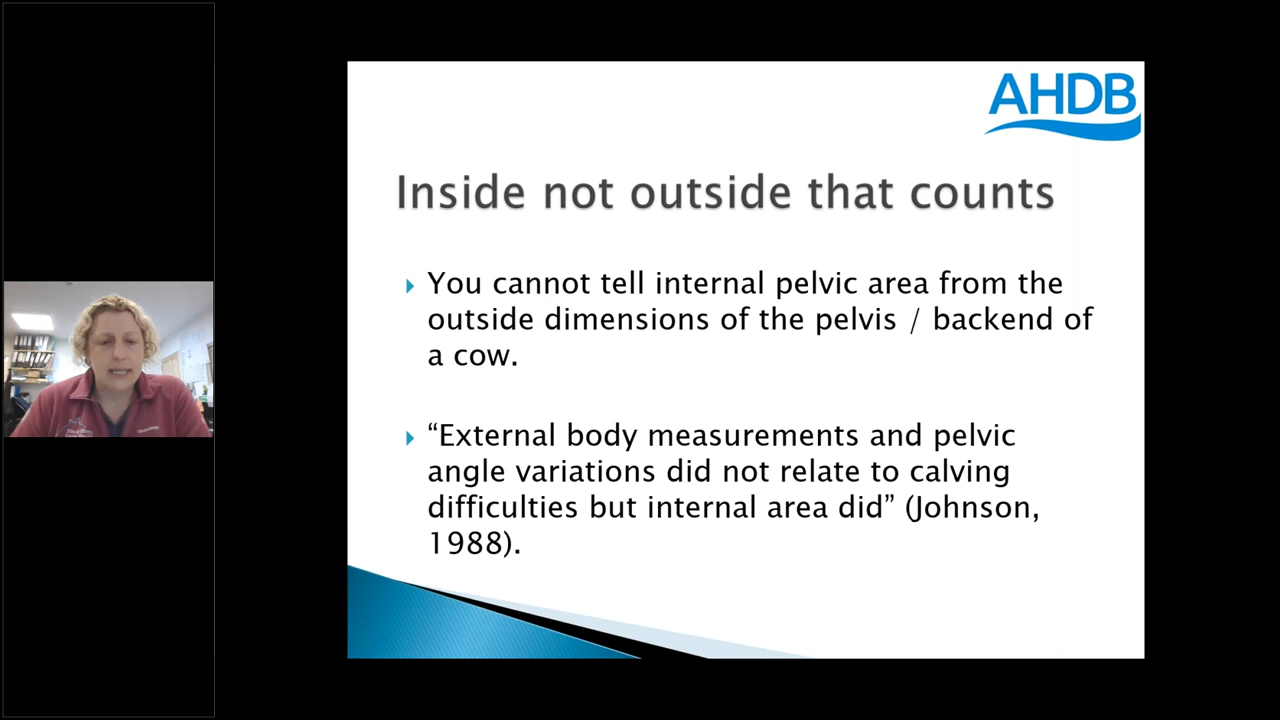 AHDB
Inside not outside that counts
You cannot tell internal pelvic area from the
outside dimensions of the pelvis / backend of
a cow.
“External body measurements and pelvic
angle variations did not relate to calving
difficulties but internal area did” (Johnson,
1988).